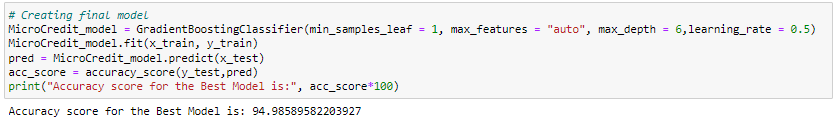 # Creating final model
MicroCredit_model = GradientBoostingClassifier(min_samples_leaf = 1, max_features = "auto", max_depth = 6,learning_rate = 0.5)
MicroCredit_model.fit(x_train, y_train)
pred = MicroCredit_model.predict(x_test)
acc_score = accuracy_score(y_test,pred)
print("Accuracy score for the Best Model is:", acc_score*100)
Accuracy score for the Best Model is: 94.98589582203927